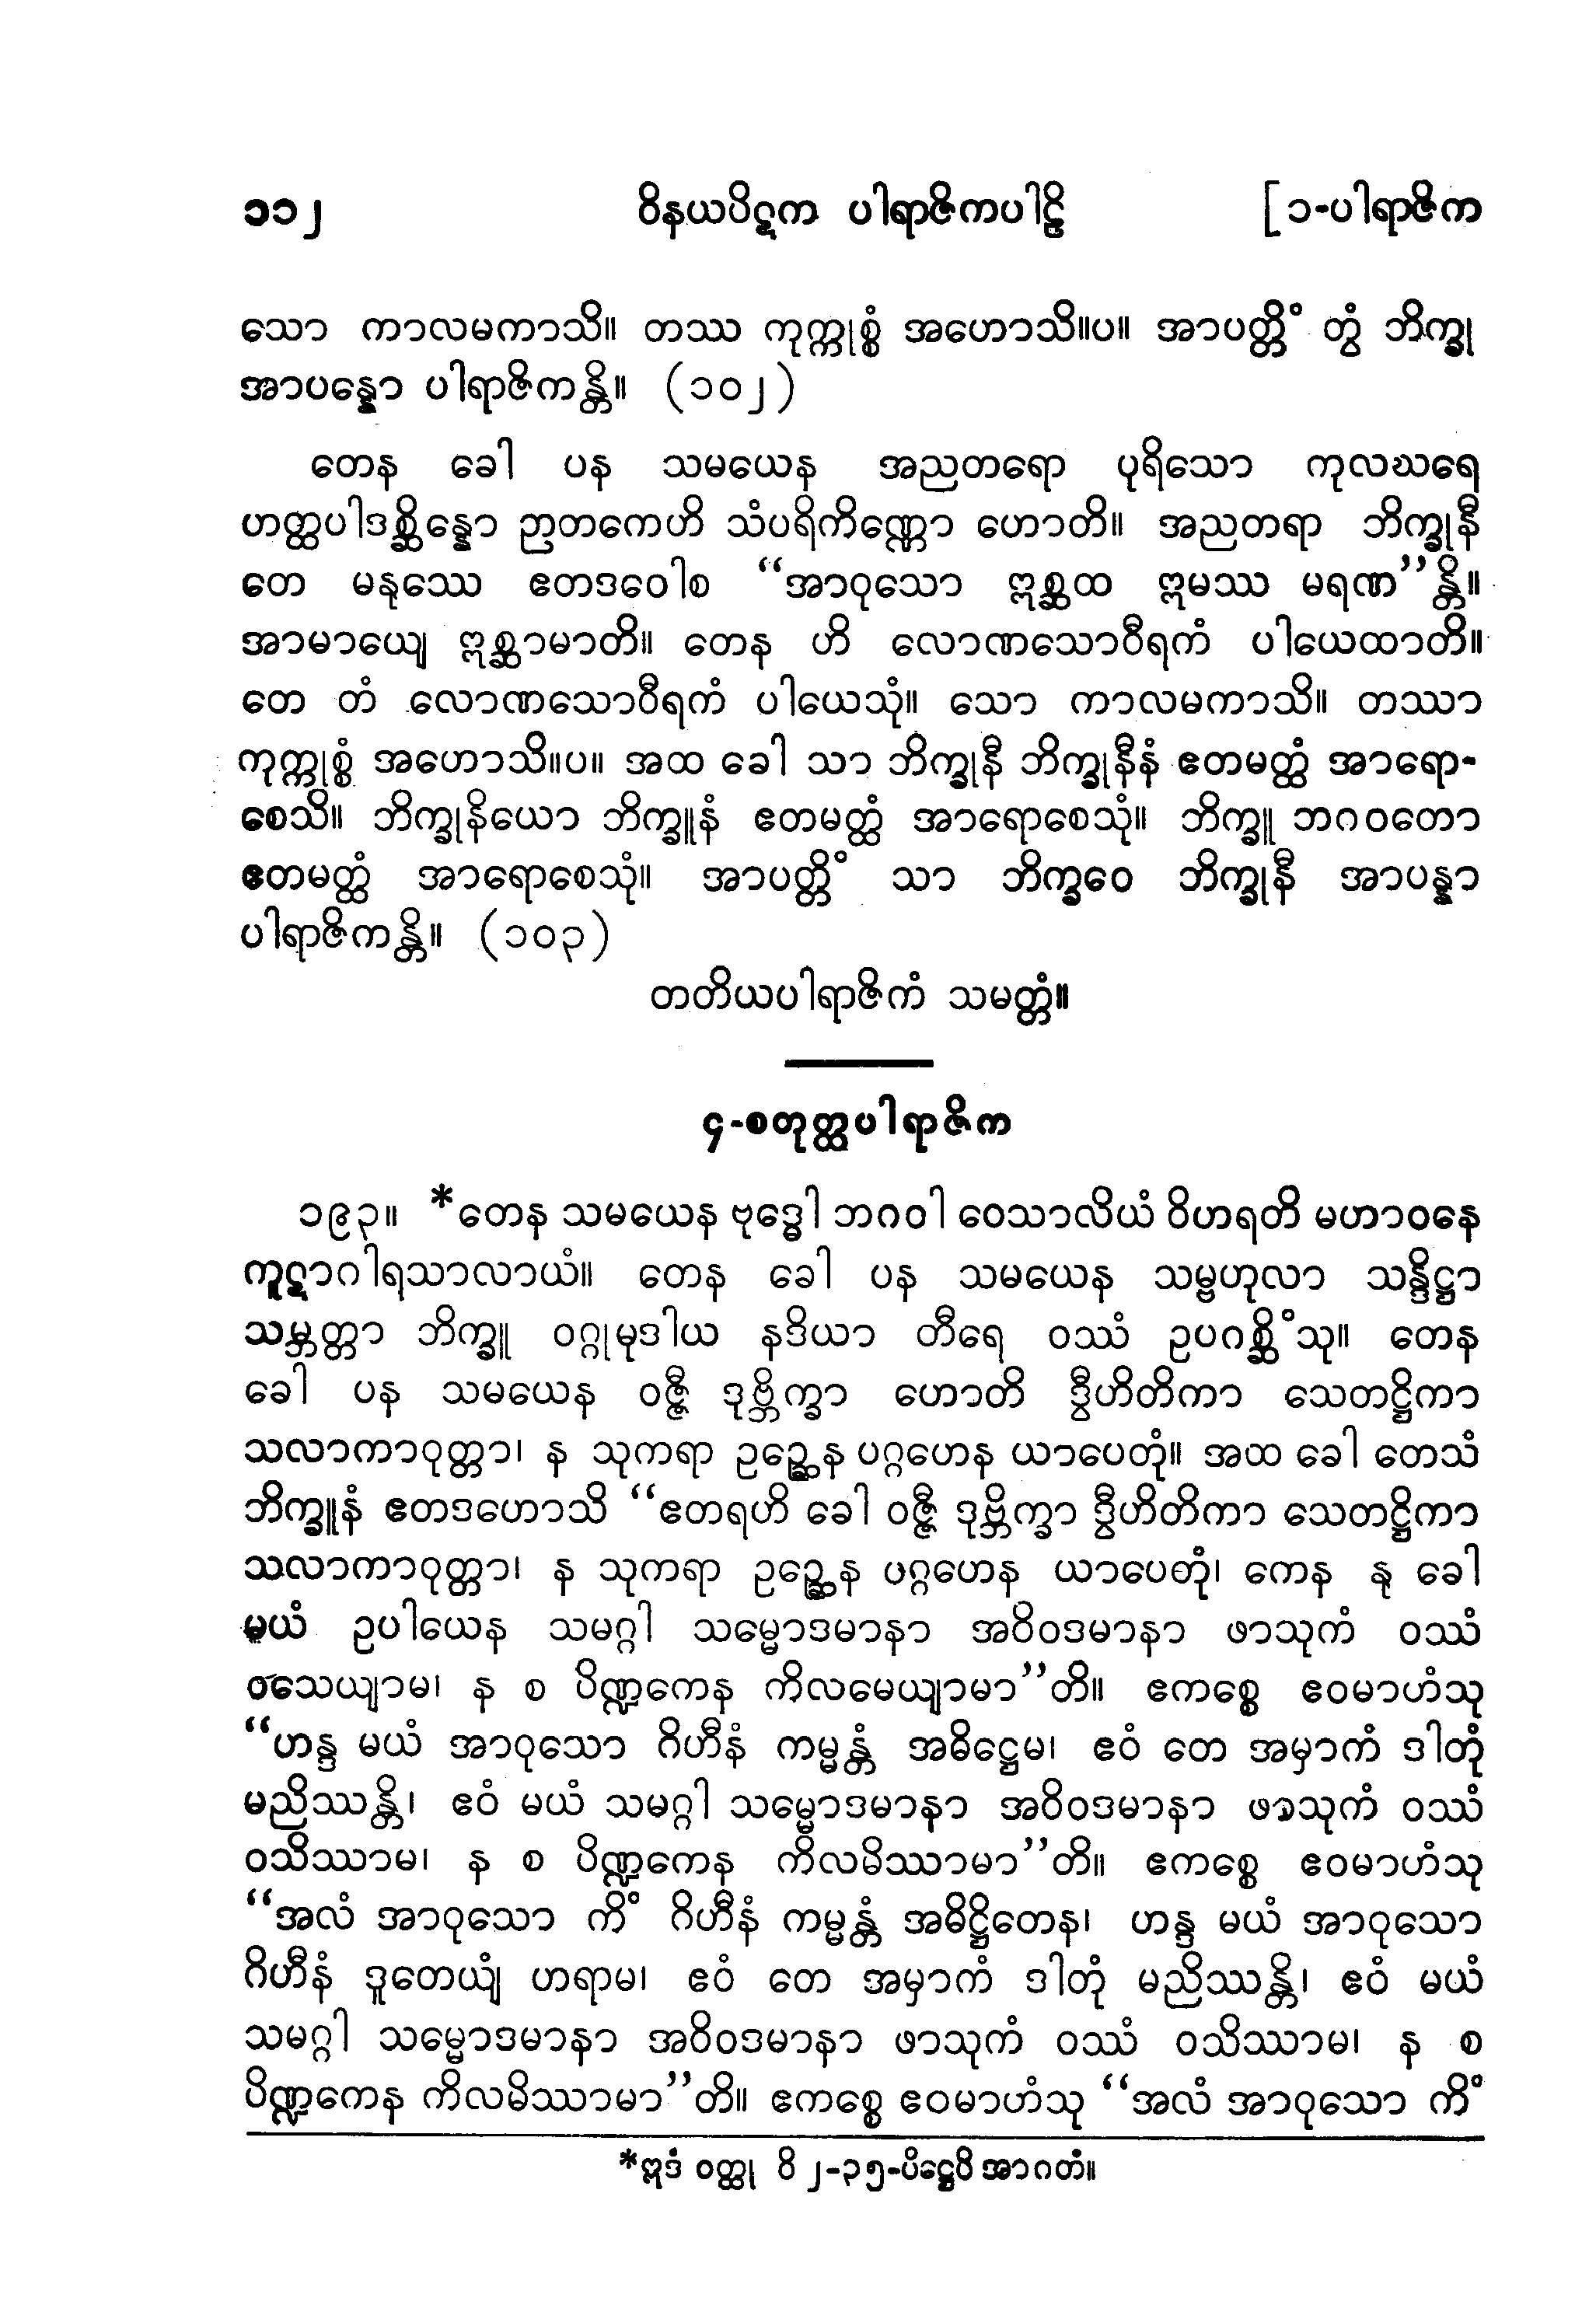 ၁၁၂ ဝိနယပိဋက ပါရာဇိကပါဠိ [၁-ပါရာဇိက
သော ကာလမကာသိ။ တဿ ကုက္ကုစ္စံ အဟောသိ။ပ။ အာပတ္တိံ တွံ ဘိက္ခု
အာပန္နော ပါရာဇိကန္တိ။ (၁၀၂)
တေန ခေါ ပန သမယေန အညတရော ပုရိသော ကုလဃရေ
ဟတ္ထပါဒစ္ဆိန္နော ဉာတကေဟိ သံပရိကိဏ္ဏော ဟောတိ။ အညတရာ ဘိက္ခုနီ
တေ မနုဿေ ဧတဒဝေါစ “အာဝုသော ဣစ္ဆထ ဣမဿ မရဏ”န္တိ။
အာမာယျေ ဣစ္ဆာမာတိ။ တေန ဟိ လောဏသောဝီရကံ ပါယေထာတိ။
တေ တံ လောဏသောဝီရကံ ပါယေသုံ။ သော ကာလမကာသိ။ တဿာ
ကုက္ကုစ္စံ အဟောသိ။ပ။ အထ ခေါ သာ ဘိက္ခုနီ ဘိက္ခုနီနံ ဧတမတ္ထံ အာရော-
စေသိ။ ဘိက္ခုနိယော ဘိက္ခူနံ ဧတမတ္ထံ အာရောစေသုံ။ ဘိက္ခူ ဘဂဝတော
ဧတမတ္ထံ အာရောစေသုံ။ အာပတ္တိံ သာ ဘိက္ခဝေ ဘိက္ခုနီ အာပန္နာ
ပါရာဇိကန္တိ။ (၁၀၃)
တတိယပါရာဇိကံ သမတ္တံ။
၄-စတုတ္ထပါရာဇိက
၁၉၃။ *တေန သမယေန ဗုဒ္ဓေါ ဘဂဝါ ဝေသာလိယံ ဝိဟရတိ မဟာဝနေ
ကူဋာဂါရသာလာယံ။ တေန ခေါ ပန သမယေန သမ္ဗဟုလာ သန္ဒိဋ္ဌာ
သမ္ဘတ္တာ ဘိက္ခူ ဝဂ္ဂုမုဒါယ နဒိယာ တီရေ ဝဿံ ဥပဂစ္ဆိံသု။ တေန
ခေါ ပန သမယေန ဝဇ္ဇီ ဒုဗ္ဘိက္ခာ ဟောတိ ဒွီဟိတိကာ သေတဋ္ဌိကာ
သလာကာဝုတ္တာ၊ န သုကရာ ဥဉ္ဆေန ပဂ္ဂဟေန ယာပေတုံ။ အထ ခေါ တေသံ
ဘိက္ခူနံ ဧတဒဟောသိ “ဧတရဟိ ခေါ ဝဇ္ဇီ ဒုဗ္ဘိက္ခာ ဒွီဟိတိကာ သေတဋ္ဌိကာ
သလာကာဝုတ္တာ၊ န သုကရာ ဥဉ္ဆေန ပဂ္ဂဟေန ယာပေတုံ၊ ကေန နု ခေါ
မယံ ဥပါယေန သမဂ္ဂါ သမ္မောဒမာနာ အဝိဝဒမာနာ ဖာသုကံ ဝဿံ
ဝသေယျာမ၊ န စ ပိဏ္ဍကေန ကိလမေယျာမာ”တိ။ ဧကစ္စေ ဧဝမာဟံသု
“ဟန္ဒ မယံ အာဝုသော ဂိဟီနံ ကမ္မန္တံ အဓိဋ္ဌေမ၊ ဧဝံ တေ အမှာကံ ဒါတုံ
မညိဿန္တိ၊ ဧဝံ မယံ သမဂ္ဂါ သမ္မောဒမာနာ အဝိဝဒမာနာ ဖာသုကံ ဝဿံ
ဝသိဿာမ၊ န စ ပိဏ္ဍကေန ကိလမိဿာမာ”တိ။ ဧကစ္စေ ဧဝမာဟံသု
“အလံ အာဝုသော ကိံ ဂိဟီနံ ကမ္မန္တံ အဓိဋ္ဌိတေန၊ ဟန္ဒ မယံ အာဝုသော
ဂိဟီနံ ဒူတေယျံ ဟရာမ၊ ဧဝံ တေ အမှာကံ ဒါတုံ မညိဿန္တိ၊ ဧဝံ မယံ
သမဂ္ဂါ သမ္မောဒမာနာ အဝိဝဒမာနာ ဖာသုကံ ဝဿံ ဝသိဿာမ၊ န စ
ပိဏ္ဍကေန ကိလမိဿာမာ”တိ။ ဧကစ္စေ ဧဝမာဟံသု “အလံ အာဝုသော ကိံ
*ဣဒံ ဝတ္ထု ဝိ ၂-၃၅-ပိဋ္ဌေပိ အာဂတံ။